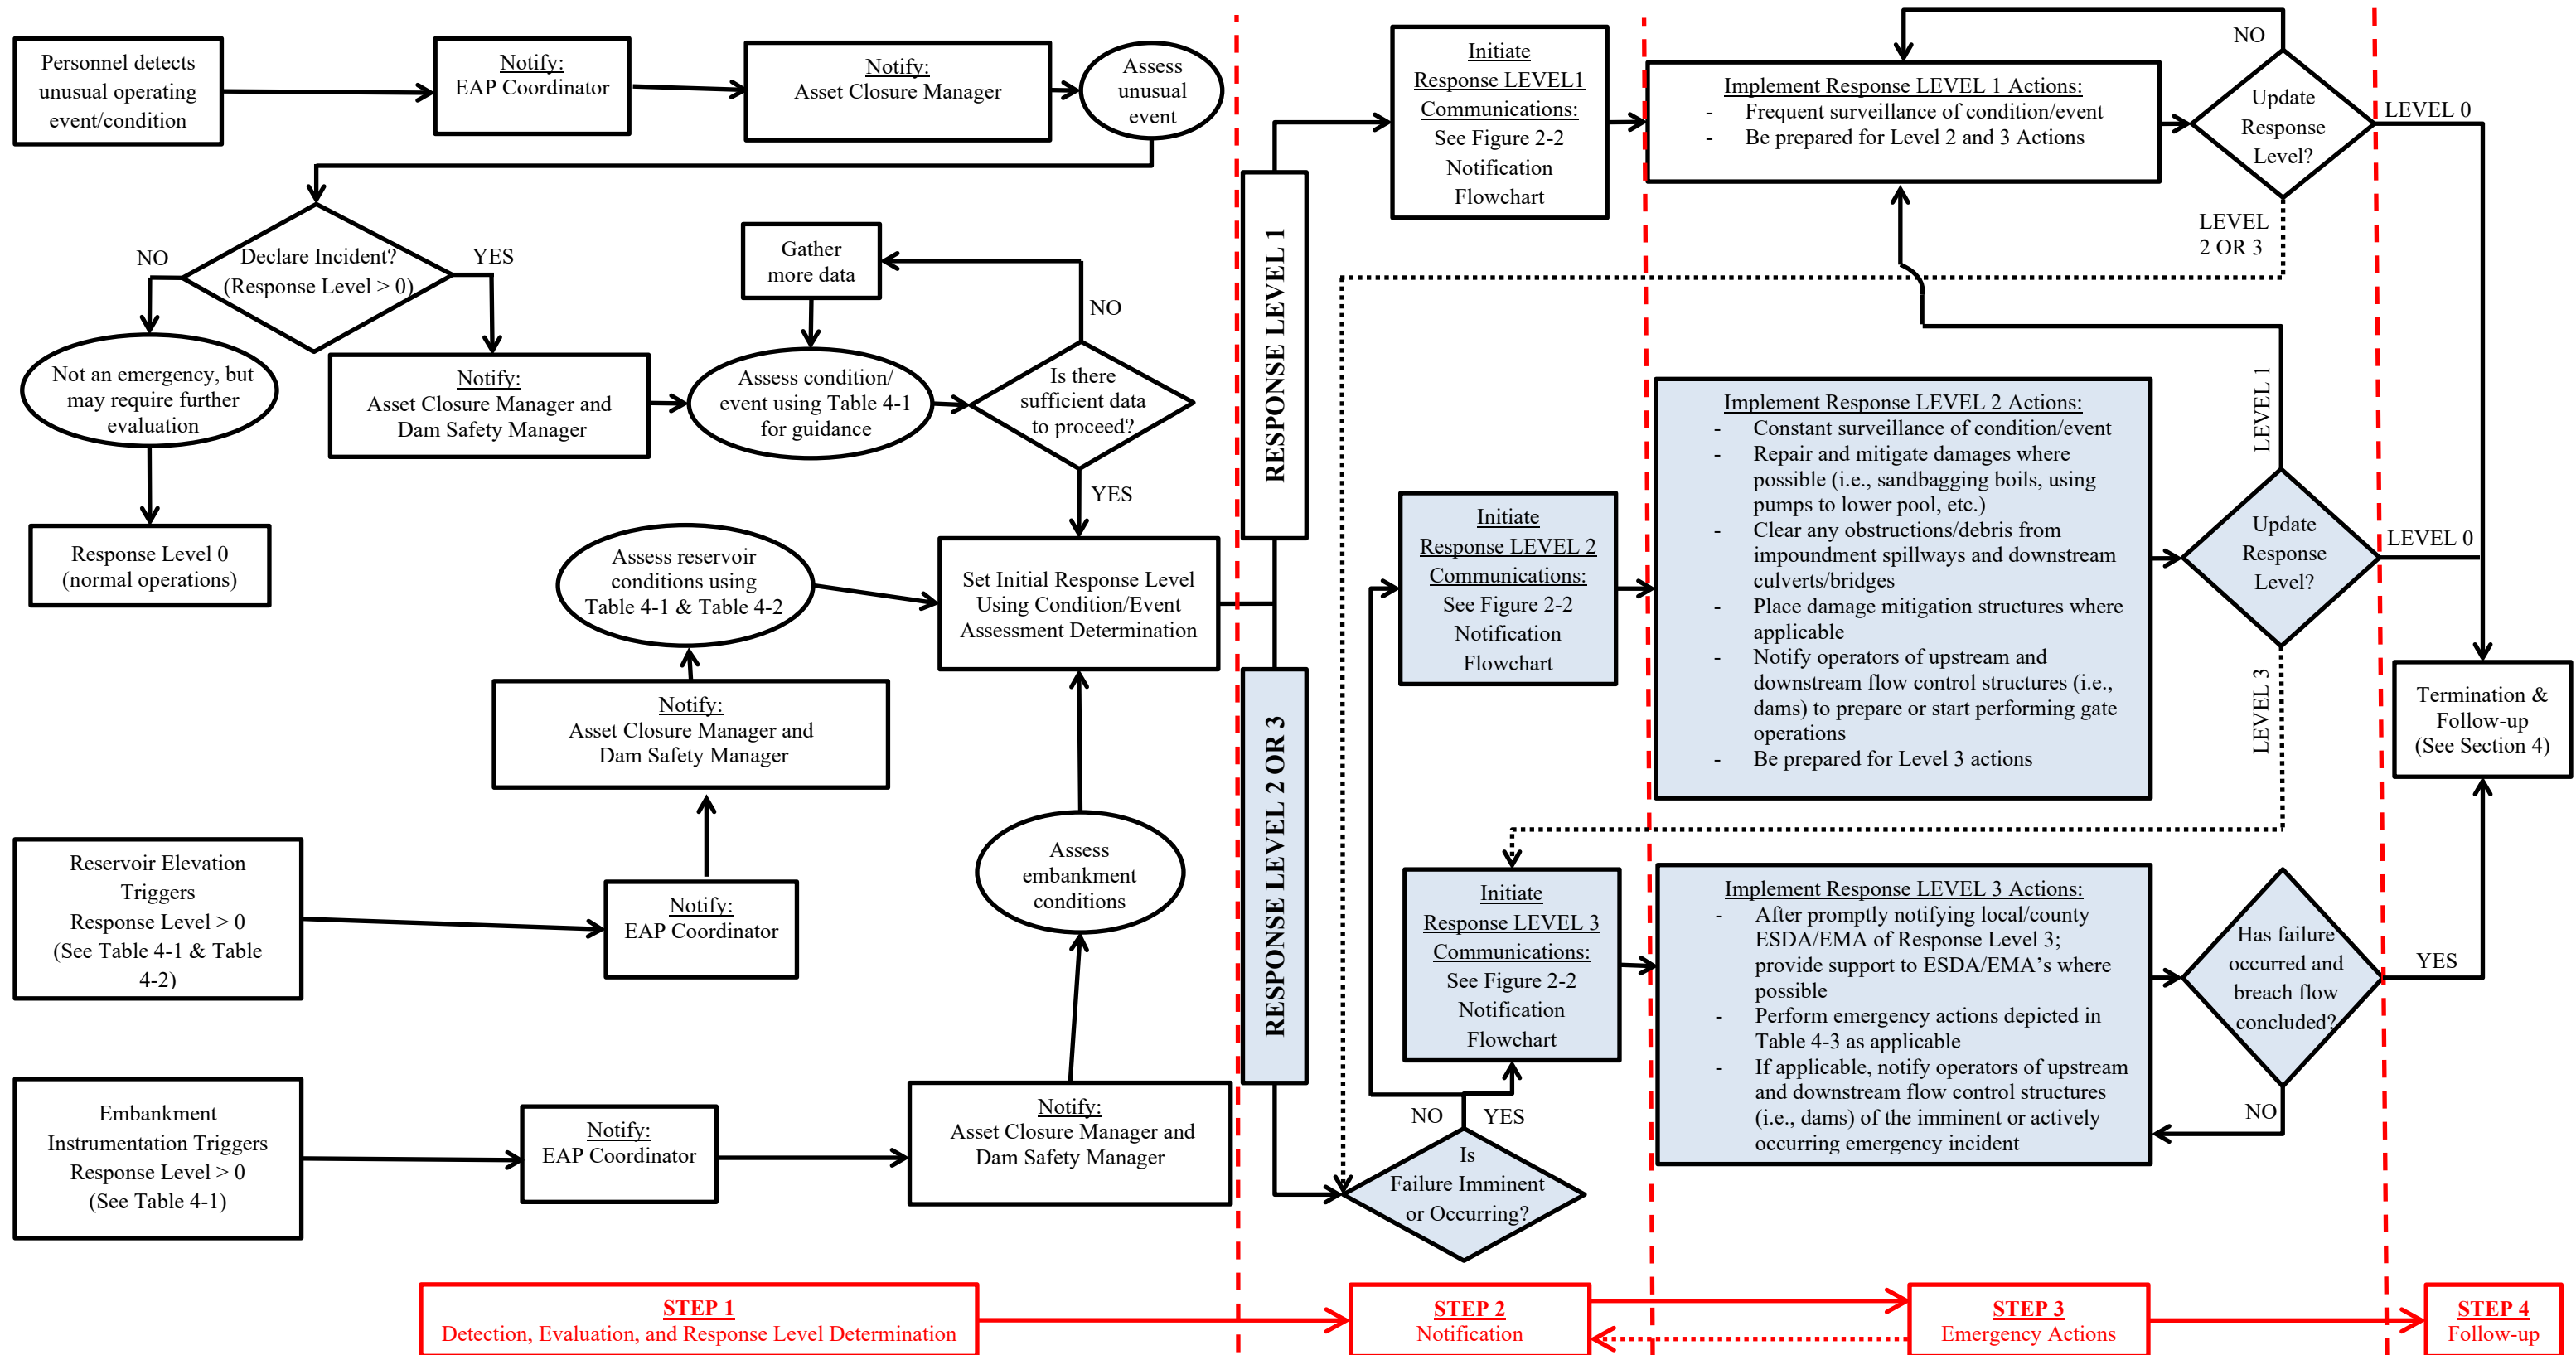 Personnel detects
unusual operating
event/condition
Notify:
EAP Coordinator
Notify:
Asset Closure Manager
Assess
unusual
event
Declare Incident?
(Response Level > 0)
NO
YES
Not an emergency, but
may require further
evaluation
Response Level 0
(normal operations)
Notify:
Asset Closure Manager and
Dam Safety Manager
Gather
more data
Assess condition/
event using Table 4-1
for guidance
Is there
sufficient data
to proceed?
NO
YES
Assess reservoir
conditions using
Table 4-1 & Table 4-2
Set Initial Response Level
Using Condition/Event
Assessment Determination
Notify:
Asset Closure Manager and
Dam Safety Manager
Reservoir Elevation
Triggers
Response Level > 0
(See Table 4-1 & Table
4-2)
Notify:
EAP Coordinator
Assess
embankment
conditions
Embankment
Instrumentation Triggers
Response Level > 0
(See Table 4-1)
Notify:
EAP Coordinator
Notify:
Asset Closure Manager and
Dam Safety Manager
RESPONSE LEVEL 1
RESPONSE LEVEL 2 OR 3
Initiate
Response LEVEL1
Communications:
See Figure 2-2
Notification
Flowchart
Implement Response LEVEL 1 Actions:
- Frequent surveillance of condition/event
- Be prepared for Level 2 and 3 Actions
Update
Response
Level?
NO
LEVEL 0
LEVEL
2 OR 3
Initiate
Response LEVEL 2
Communications:
See Figure 2-2
Notification
Flowchart
Implement Response LEVEL 2 Actions:
- Constant surveillance of condition/event
- Repair and mitigate damages where
possible (i.e., sandbagging boils, using
pumps to lower pool, etc.)
- Clear any obstructions/debris from
impoundment spillways and downstream
culverts/bridges
- Place damage mitigation structures where
applicable
- Notify operators of upstream and
downstream flow control structures (i.e.,
dams) to prepare or start performing gate
operations
- Be prepared for Level 3 actions
LEVEL 1
Update
Response
Level?
LEVEL 0
LEVEL 3
Termination &
Follow-up
(See Section 4)
Initiate
Response LEVEL 3
Communications:
See Figure 2-2
Notification
Flowchart
Implement Response LEVEL 3 Actions:
- After promptly notifying local/county
ESDA/EMA of Response Level 3;
provide support to ESDA/EMA’s where
possible
- Perform emergency actions depicted in
Table 4-3 as applicable
- If applicable, notify operators of upstream
and downstream flow control structures
(i.e., dams) of the imminent or actively
occurring emergency incident
Has failure
occurred and
breach flow
concluded?
YES
NO
NO
YES
Is
Failure Imminent
or Occurring?
STEP 1
Detection, Evaluation, and Response Level Determination
STEP 2
Notification
STEP 3
Emergency Actions
STEP 4
Follow-up